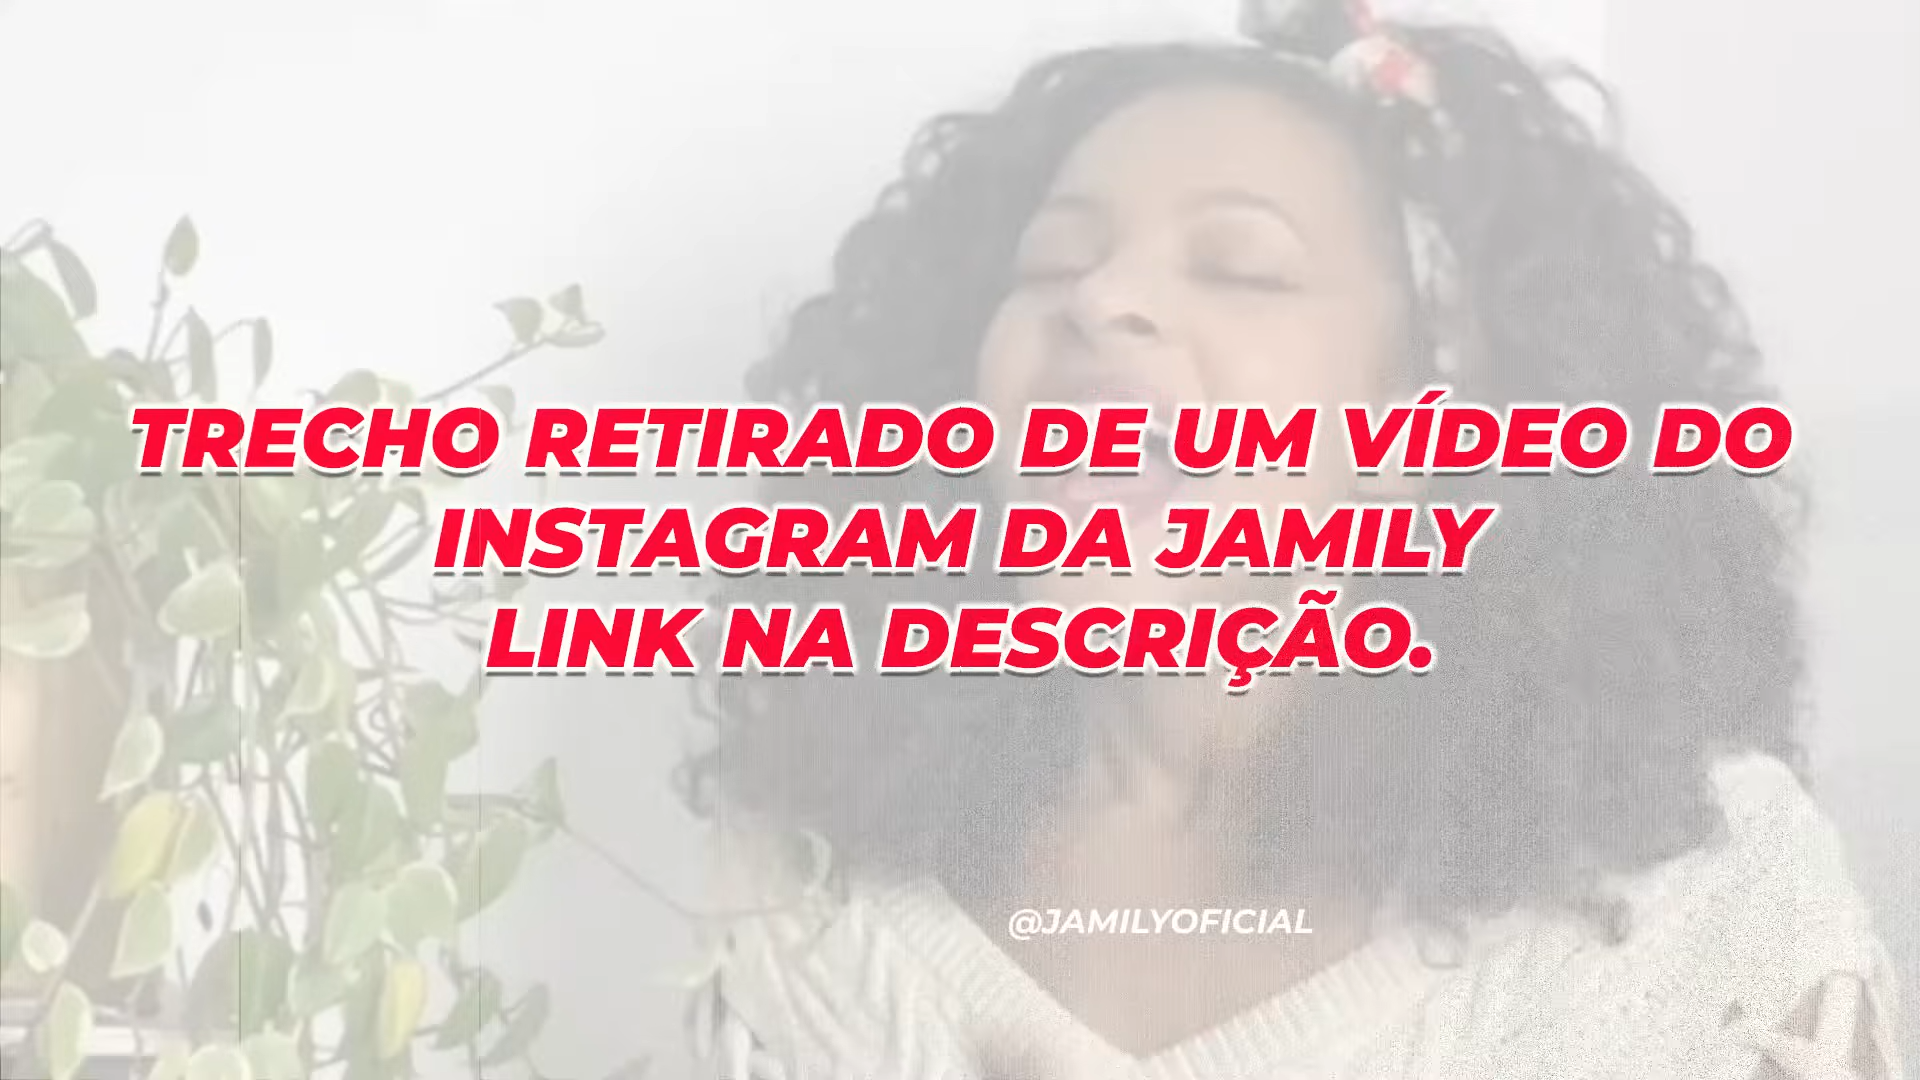 TRECHO RETIRADO DE UM VÍDEO DO
INSTAGRAM DA JAMILY
LINK NA DESCRIÇÃO.
@JAMILYOFICIAL